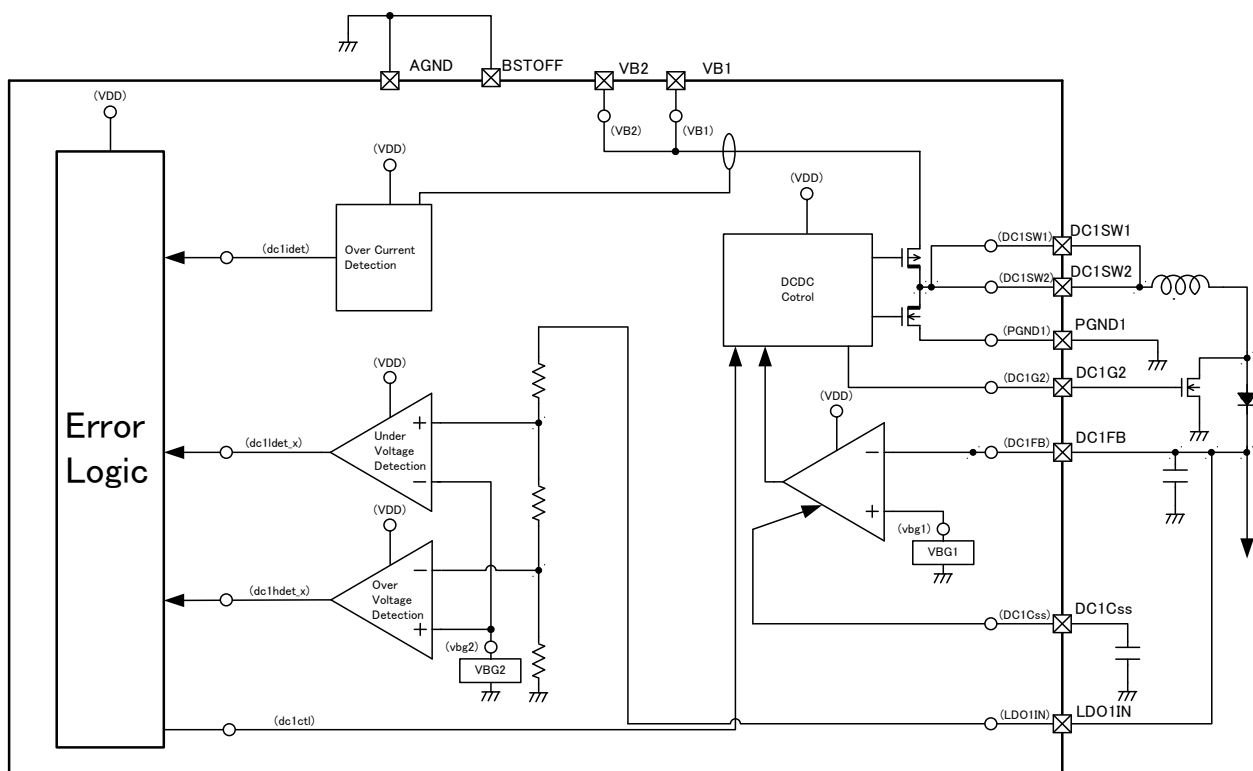 AGND
BSTOFF
VB2
VB1
(VDD)
(VB2)
(VB1)
(VDD)
(VDD)
(dc1idet)
Over Current
Detection
DCDC
Cotrol
(DC1SW1)
DC1SW1
(DC1SW2)
DC1SW2
(PGND1)
PGND1
(DC1G2)
DC1G2
(VDD)
(VDD)
Error
Logic
(dc1ldet_x)
+
Under
Voltage
Detection
−
(DC1FB)
DC1FB
−
+
(vbg1)
VBG1
(VDD)
(dc1hdet_x)
−
Over
Voltage
Detection
+
(vbg2)
VBG2
(DC1Css)
DC1Css
(dc1ctl)
(LDO1IN)
LDO1IN